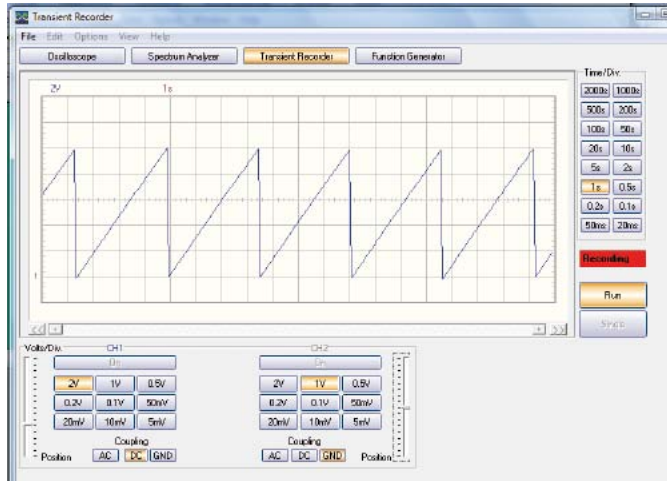 Transient Recorder
File Edit Options View Help
Oscilloscope Spectrum Analyzer Transient Recorder Function Generator
2V 1s
Time/Div.
2000s 1000s
500s 200s
100s 50s
20s 10s
5s 2s
1s 0.5s
0.2s 0.1s
50ms 20ms
Recording
Run
Volts/Div. CH1 CH2
On On
2V 1V 0.5V 2V 1V 0.5V
0.2V 0.1V 50mV 0.2V 0.1V 50mV
20mV 10mV 5mV 20mV 10mV 5mV
Coupling Coupling
Position AC DC GND AC DC GND Position